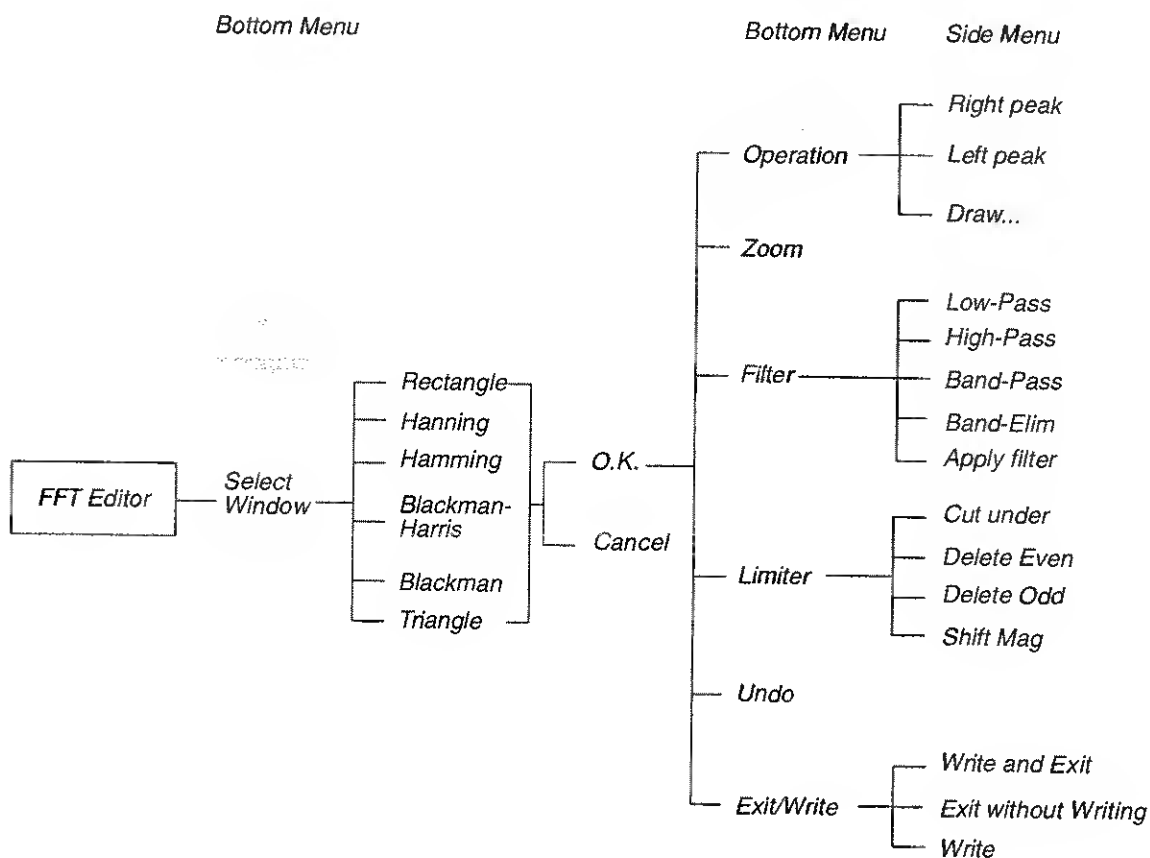 Bottom Menu
Bottom Menu
Side Menu
Right peak
Operation
Left peak
Draw...
Zoom
Low-Pass
High-Pass
Filter
Band-Pass
Band-Elim
Apply filter
Rectangle
Hanning
Hamming
Blackman-
Harris
Blackman
Triangle
FFT Editor
Select
Window
O.K.
Cancel
Cut under
Delete Even
Limiter
Delete Odd
Shift Mag
Undo
Write and Exit
Exit/Write
Exit without Writing
Write